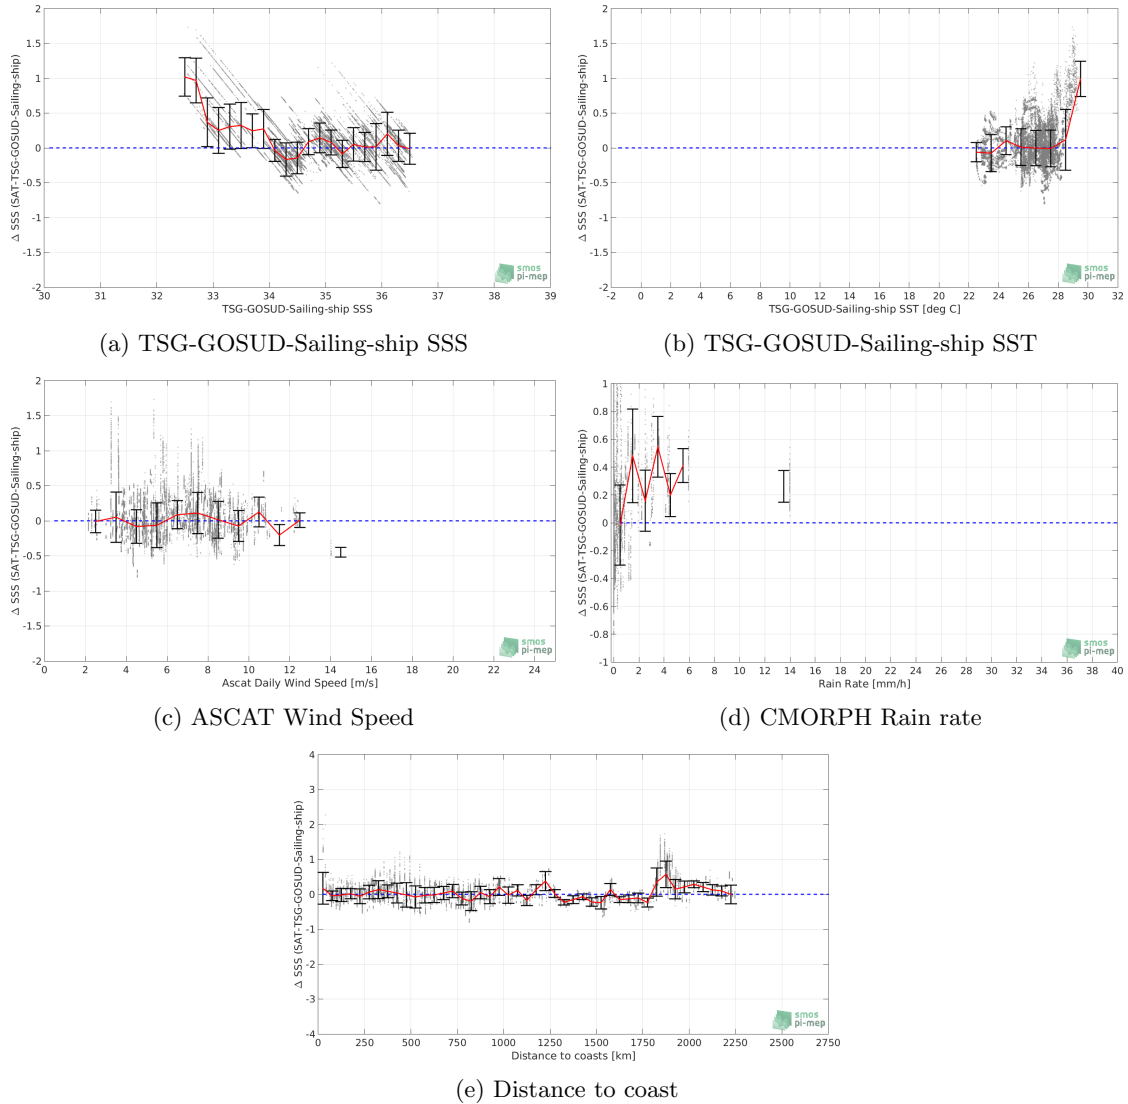 2
1.5
1
0.5
0
-0.5
-1
-1.5
-2
Δ SSS (SAT-TSG-GOSUD-Sailing-ship)
30 31 32 33 34 35 36 37 38 39
TSG-GOSUD-Sailing-ship SSS
smos
pi-mep
(a) TSG-GOSUD-Sailing-ship SSS
2
1.5
1
0.5
0
-0.5
-1
-1.5
-2
Δ SSS (SAT-TSG-GOSUD-Sailing-ship)
-2 0 2 4 6 8 10 12 14 16 18 20 22 24 26 28 30 32
TSG-GOSUD-Sailing-ship SST [deg C]
smos
pi-mep
(b) TSG-GOSUD-Sailing-ship SST
2
1.5
1
0.5
0
-0.5
-1
-1.5
-2
Δ SSS (SAT-TSG-GOSUD-Sailing-ship)
0 2 4 6 8 10 12 14 16 18 20 22 24
Ascat Daily Wind Speed [m/s]
smos
pi-mep
(c) ASCAT Wind Speed
1
0.8
0.6
0.4
0.2
0
-0.2
-0.4
-0.6
-0.8
-1
Δ SSS (SAT-TSG-GOSUD-Sailing-ship)
0 2 4 6 8 10 12 14 16 18 20 22 24 26 28 30 32 34 36 38 40
Rain Rate [mm/h]
smos
pi-mep
(d) CMORPH Rain rate
4
3
2
1
0
-1
-2
-3
-4
Δ SSS (SAT-TSG-GOSUD-Sailing-ship)
0 250 500 750 1000 1250 1500 1750 2000 2250 2500 2750
Distance to coasts [km]
smos
pi-mep
(e) Distance to coast